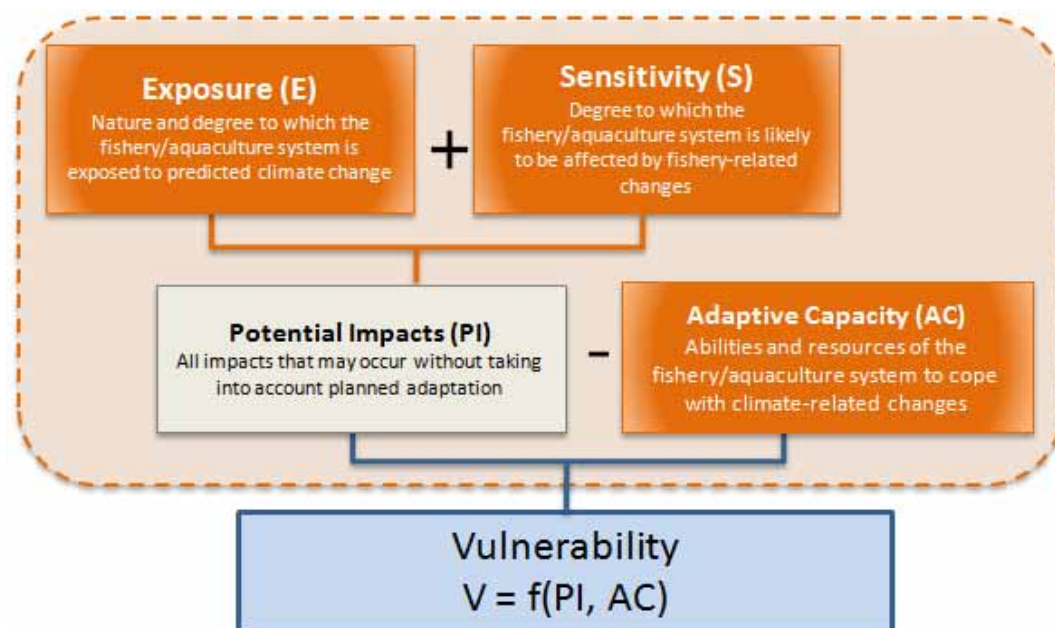 Exposure (E)
Nature and degree to which the
fishery/aquaculture system is
exposed to predicted climate change
+
Sensitivity (S)
Degree to which the
fishery/aquaculture system is likely
to be affected by fishery-related
changes
Potential Impacts (PI)
All impacts that may occur without taking
into account planned adaptation
-
Adaptive Capacity (AC)
Abilities and resources of the
fishery/aquaculture system to cope
with climate-related changes
Vulnerability
V = f(PI, AC)